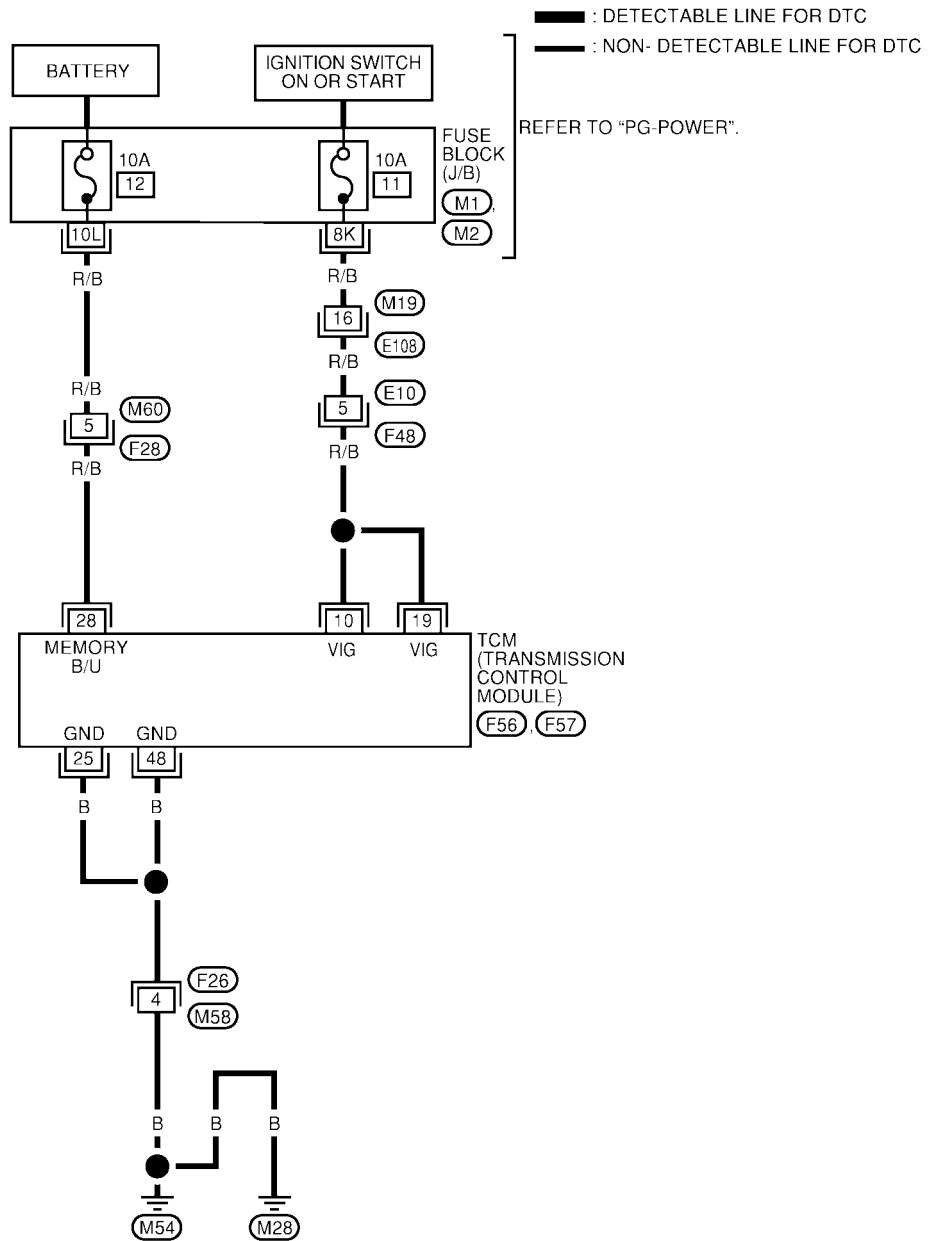 : DETECTABLE LINE FOR DTC
: NON- DETECTABLE LINE FOR DTC
BATTERY
IGNITION SWITCH
ON OR START
REFER TO “PG-POWER”.
FUSE
BLOCK
(J/B)
M1,
M2
10A
12
10A
11
10L
8K
R/B
R/B
16
M19
E108
R/B
R/B
5
M60
F28
R/B
5
E10
F48
R/B
28
10
19
MEMORY
B/U
VIG
VIG
TCM
(TRANSMISSION
CONTROL
MODULE)
F56, F57
GND
GND
25
48
B
B
4
F26
M58
B
B
B
M54
M28